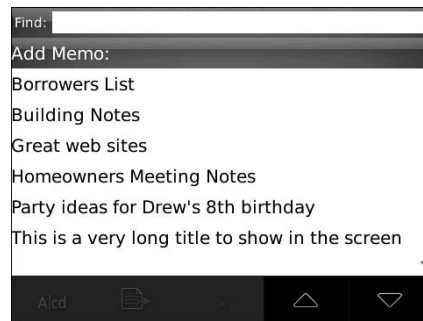 Find:
Add Memo:
Borrowers List
Building Notes
Great web sites
Homeowners Meeting Notes
Party ideas for Drew's 8th birthday
This is a very long title to show in the screen
A|cd